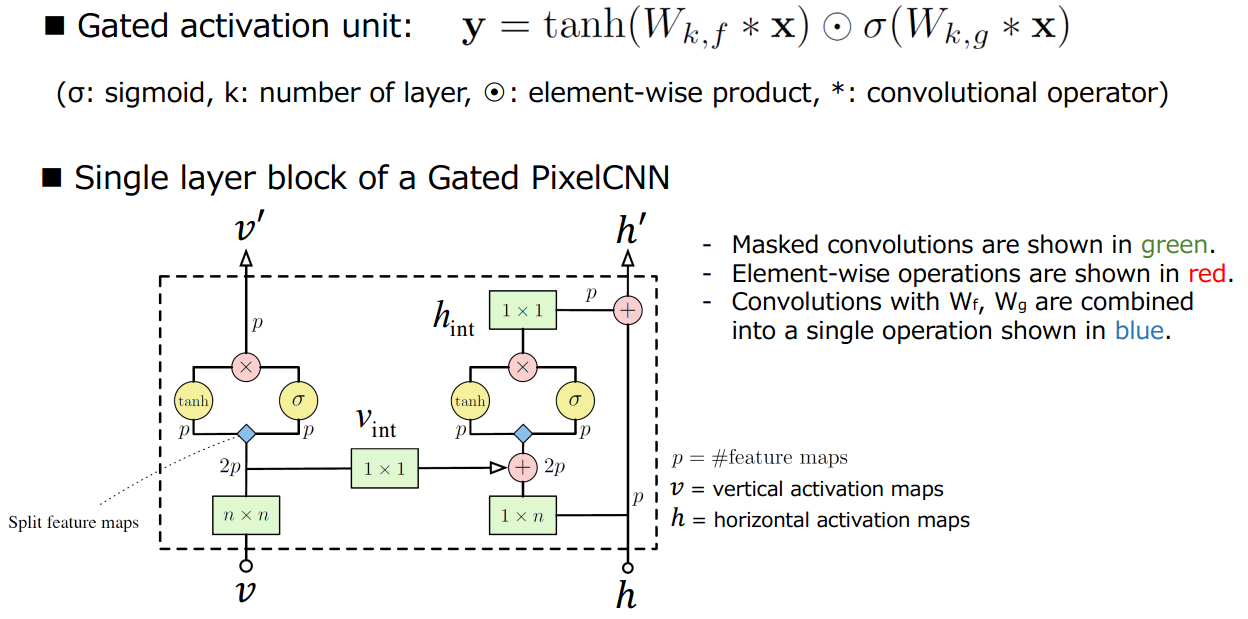 ■ Gated activation unit: y = tanh(W_{k,f} ∗ x) ⊙ σ(W_{k,g} ∗ x)
(σ: sigmoid, k: number of layer, ⊙: element-wise product, *: convolutional operator)
■ Single layer block of a Gated PixelCNN
v′
h′
- Masked convolutions are shown in green.
- Element-wise operations are shown in red.
- Convolutions with Wf, Wg are combined
into a single operation shown in blue.
p
h_int
1 × 1
+
p
×
×
tanh
σ
tanh
σ
p
p
v_int
p
p
2p
1 × 1
+
2p
p = #feature maps
v = vertical activation maps
h = horizontal activation maps
p
Split feature maps
n × n
1 × n
v
h